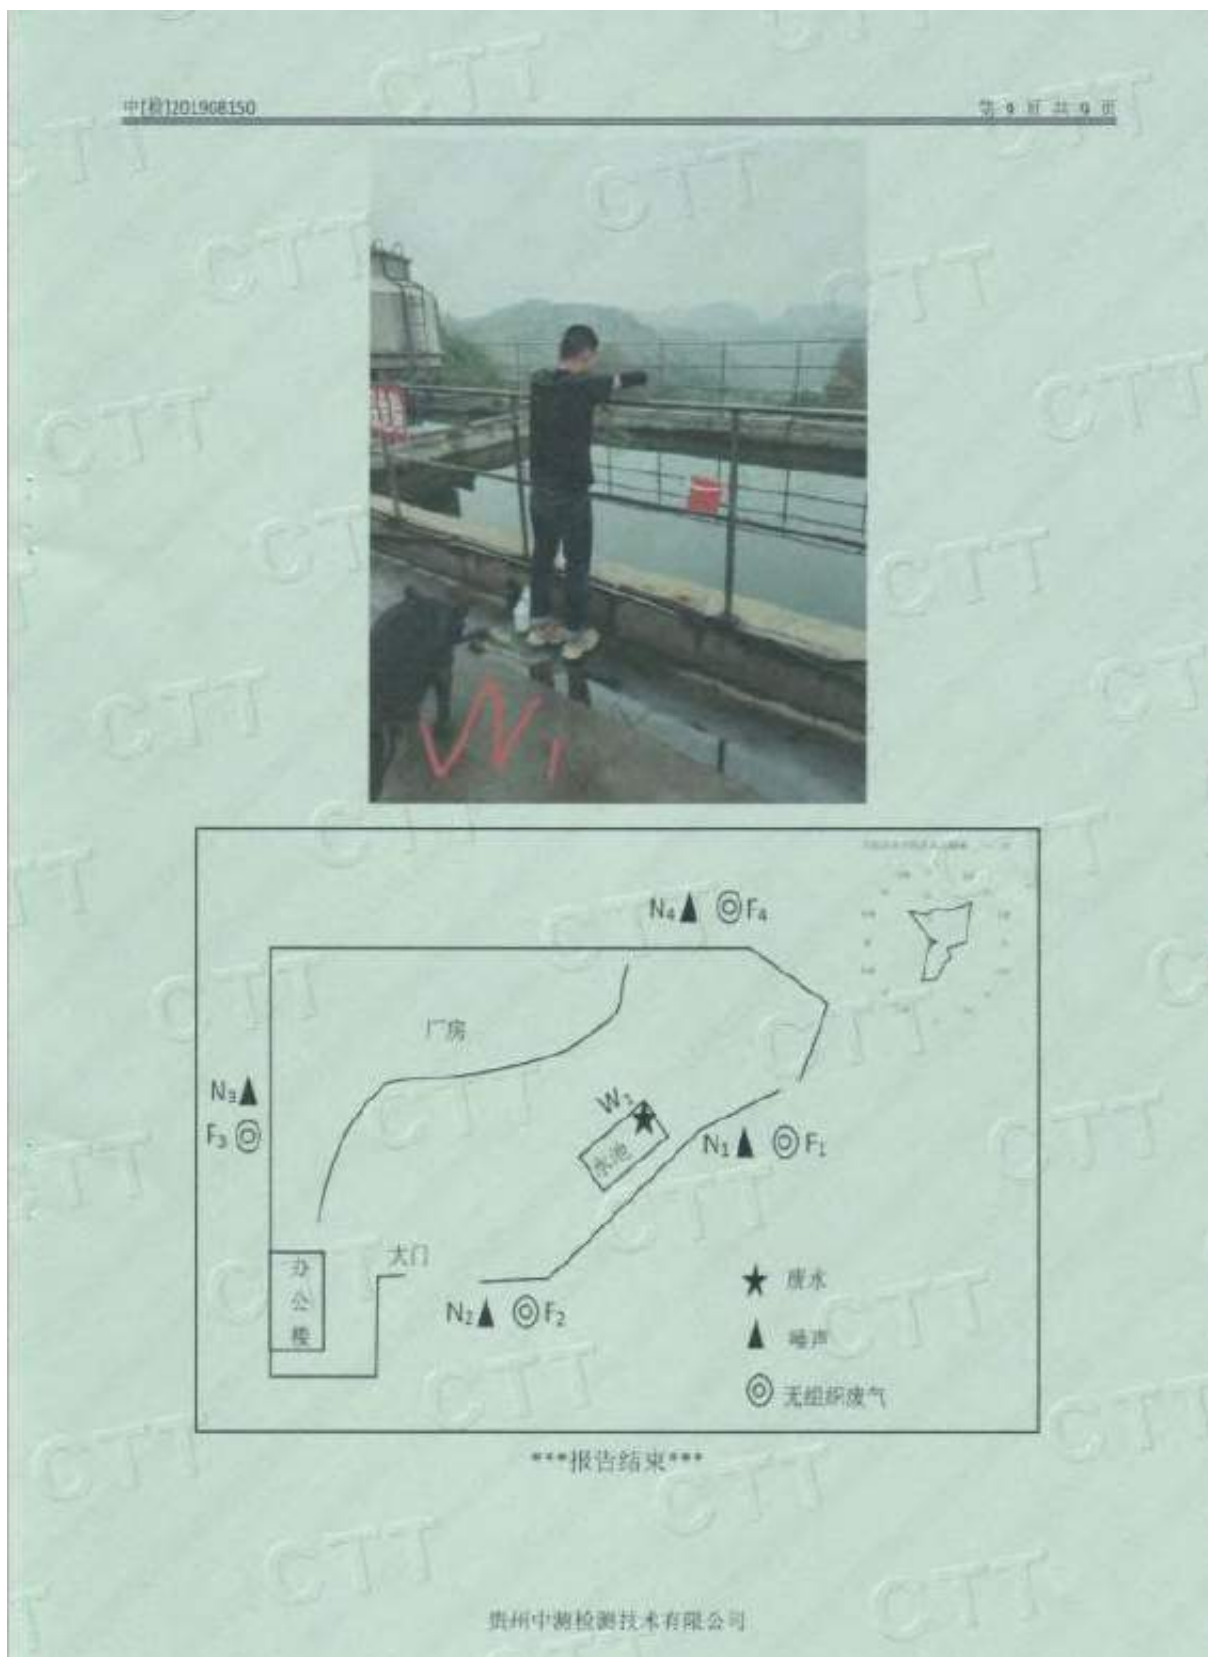 中[检]201908150
第 9 页 共 9 页
W1
N4 F4
厂房
N3
F3
W1
水池
N1 F1
大门
办公楼
N2 F2
废水
噪声
无组织废气
***报告结束***
贵州中测检测技术有限公司
CTT